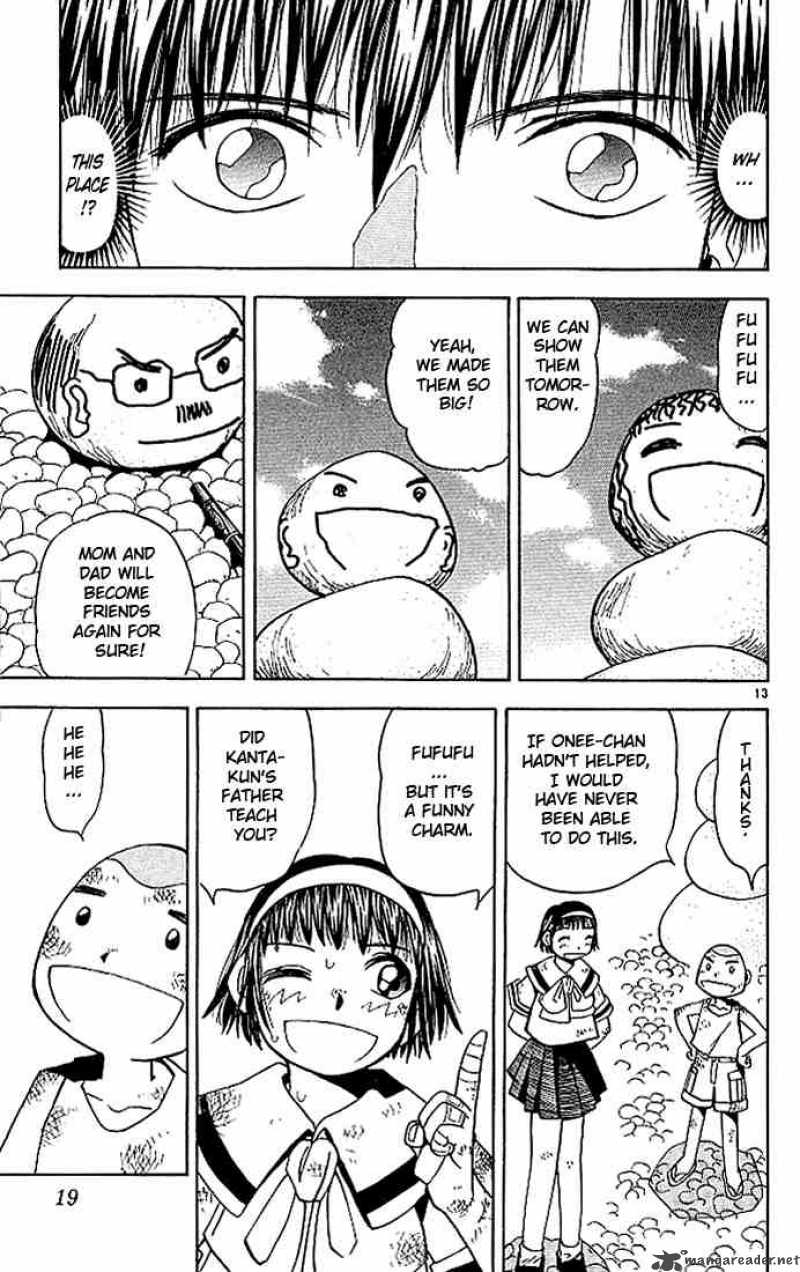 WH
...
THIS
PLACE
!?
FU
FU
FU
FU
...
WE CAN
SHOW
THEM
TOMOR-
ROW.
YEAH,
WE MADE
THEM SO
BIG!
MOM AND
DAD WILL
BECOME
FRIENDS
AGAIN FOR
SURE!
13
THANKS.
IF ONEE-CHAN
HADN'T HELPED,
I WOULD
HAVE NEVER
BEEN ABLE
TO DO THIS.
FUFUFU
...
BUT IT'S
A FUNNY
CHARM.
DID
KANTA-
KUN'S
FATHER
TEACH
YOU?
HE
HE
HE
...
19
mangareader.net